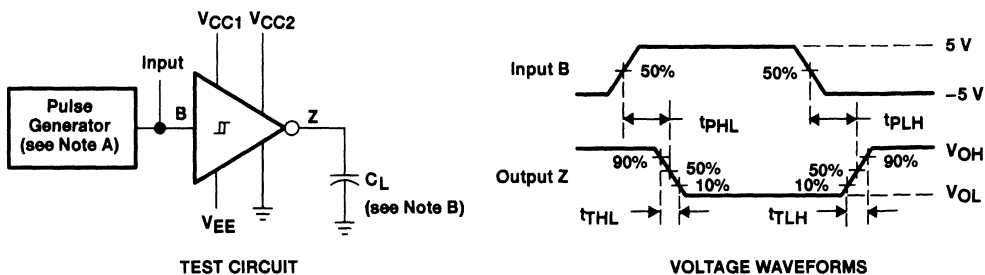 VCC1 VCC2
Input
B
Z
Pulse
Generator
(see Note A)
CL
(see Note B)
VEE
TEST CIRCUIT
Input B
50%
50%
5 V
–5 V
tPHL
tPLH
Output Z
90%
50%
10%
50%
10%
90%
VOH
VOL
tTHL
tTLH
VOLTAGE WAVEFORMS